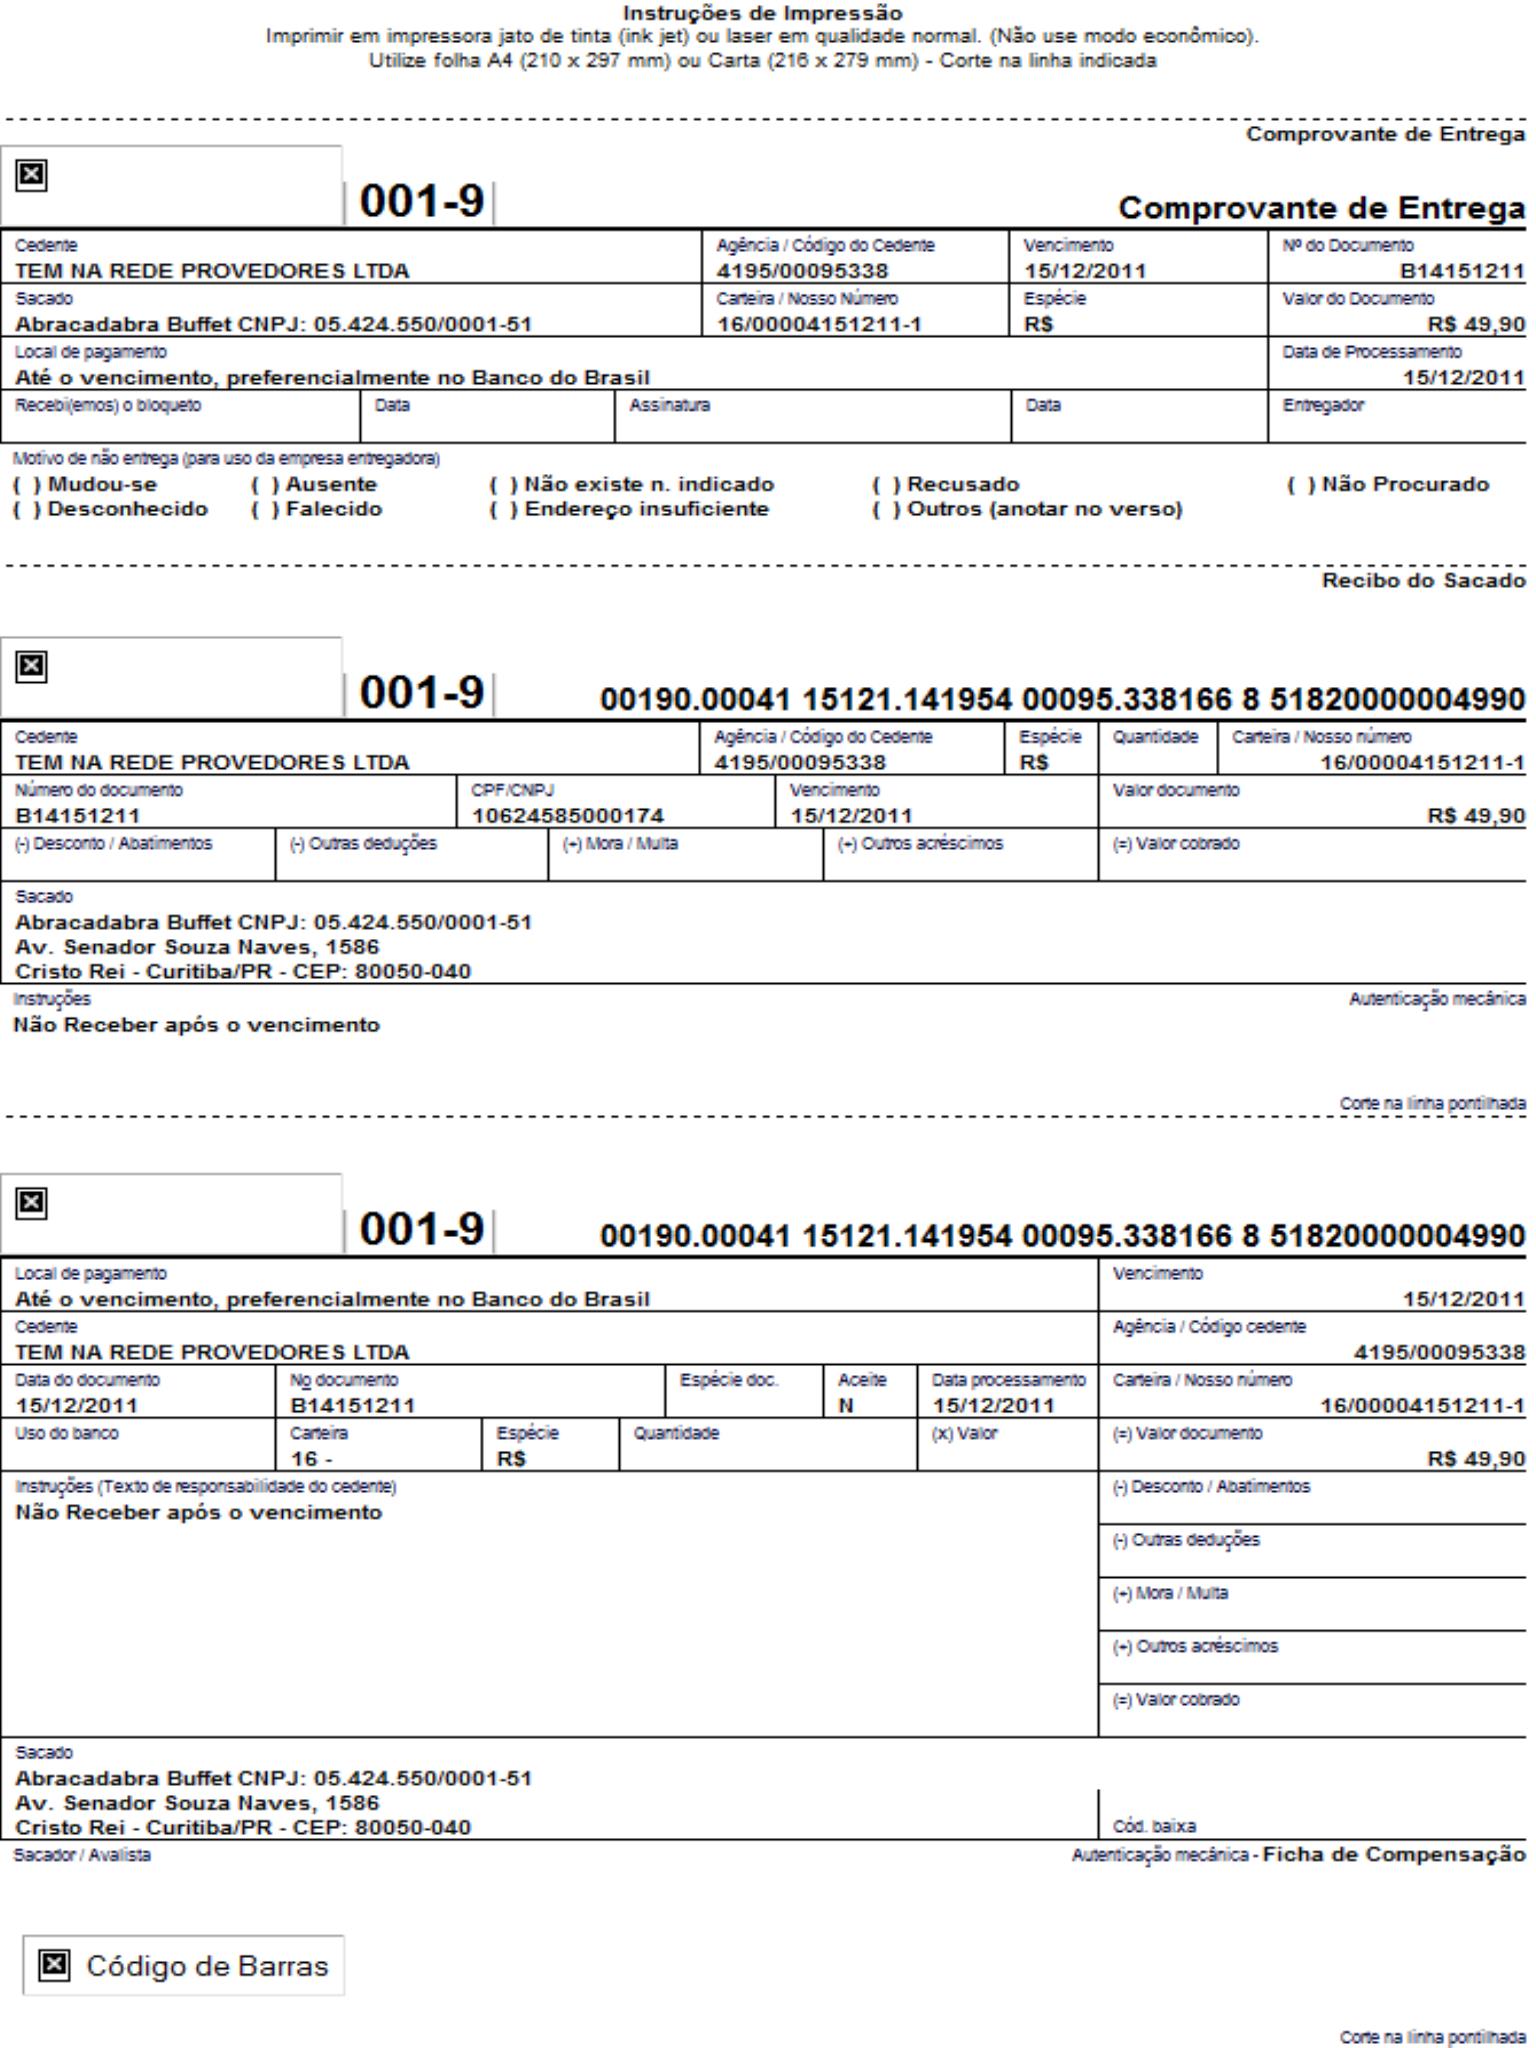 Instruções de Impressão
Imprimir em impressora jato de tinta (ink jet) ou laser em qualidade normal. (Não use modo econômico).
Utilize folha A4 (210 x 297 mm) ou Carta (216 x 279 mm) - Corte na linha indicada
Comprovante de Entrega
001-9 Comprovante de Entrega
Cedente Agência / Código do Cedente Vencimento Nº do Documento
TEM NA REDE PROVEDORES LTDA 4195/00095338 15/12/2011 B14151211
Sacado Carteira / Nosso Número Espécie Valor do Documento
Abracadabra Buffet CNPJ: 05.424.550/0001-51 16/00004151211-1 R$ R$ 49,90
Local de pagamento Data de Processamento
Até o vencimento, preferencialmente no Banco do Brasil 15/12/2011
Recebi(emos) o bloqueto Data Assinatura Data Entregador
Motivo de não entrega (para uso da empresa entregadora)
( ) Mudou-se ( ) Ausente ( ) Não existe n. indicado ( ) Recusado ( ) Não Procurado
( ) Desconhecido ( ) Falecido ( ) Endereço insuficiente ( ) Outros (anotar no verso)
Recibo do Sacado
001-9 00190.00041 15121.141954 00095.338166 8 51820000004990
Cedente Agência / Código do Cedente Espécie Quantidade Carteira / Nosso número
TEM NA REDE PROVEDORES LTDA 4195/00095338 R$ 16/00004151211-1
Número do documento CPF/CNPJ Vencimento Valor documento
B14151211 10624585000174 15/12/2011 R$ 49,90
(-) Desconto / Abatimentos (-) Outras deduções (+) Mora / Multa (+) Outros acréscimos (=) Valor cobrado
Sacado
Abracadabra Buffet CNPJ: 05.424.550/0001-51
Av. Senador Souza Naves, 1586
Cristo Rei - Curitiba/PR - CEP: 80050-040
Instruções Autenticação mecânica
Não Receber após o vencimento
Corte na linha pontilhada
001-9 00190.00041 15121.141954 00095.338166 8 51820000004990
Local de pagamento Vencimento
Até o vencimento, preferencialmente no Banco do Brasil 15/12/2011
Cedente Agência / Código cedente
TEM NA REDE PROVEDORES LTDA 4195/00095338
Data do documento No documento Espécie doc. Aceite Data processamento Carteira / Nosso número
15/12/2011 B14151211 N 15/12/2011 16/00004151211-1
Uso do banco Carteira Espécie Quantidade (x) Valor (=) Valor documento
16 - R$ R$ 49,90
Instruções (Texto de responsabilidade do cedente) (-) Desconto / Abatimentos
Não Receber após o vencimento
(-) Outras deduções
(+) Mora / Multa
(+) Outros acréscimos
(=) Valor cobrado
Sacado
Abracadabra Buffet CNPJ: 05.424.550/0001-51
Av. Senador Souza Naves, 1586
Cristo Rei - Curitiba/PR - CEP: 80050-040 Cód. baixa
Sacador / Avalista Autenticação mecânica - Ficha de Compensação
Código de Barras
Corte na linha pontilhada